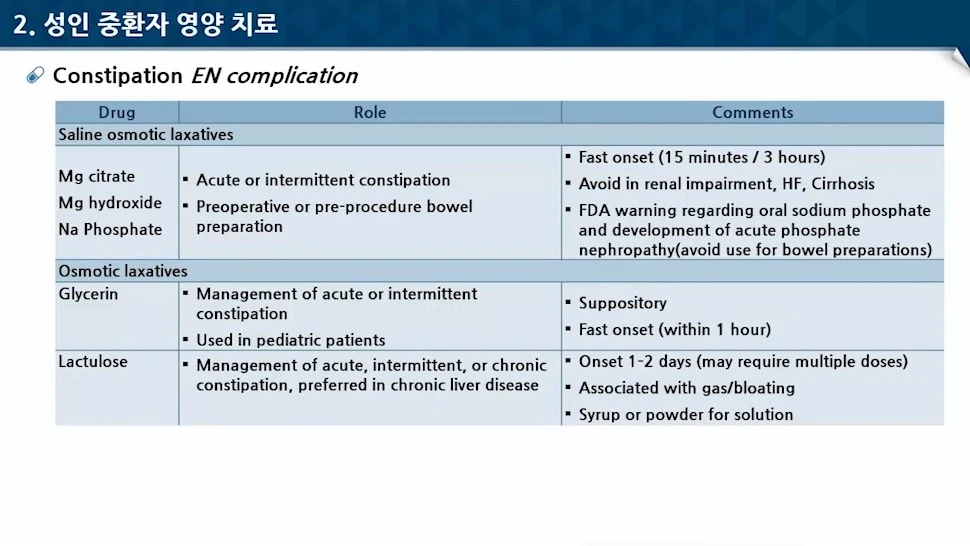 2. 성인 중환자 영양 치료
Constipation EN complication
Drug Role Comments
Saline osmotic laxatives
Mg citrate
Mg hydroxide
Na Phosphate
▪ Acute or intermittent constipation
▪ Preoperative or pre-procedure bowel
preparation
▪ Fast onset (15 minutes / 3 hours)
▪ Avoid in renal impairment, HF, Cirrhosis
▪ FDA warning regarding oral sodium phosphate
and development of acute phosphate
nephropathy(avoid use for bowel preparations)
Osmotic laxatives
Glycerin
▪ Management of acute or intermittent
constipation
▪ Used in pediatric patients
▪ Suppository
▪ Fast onset (within 1 hour)
Lactulose
▪ Management of acute, intermittent, or chronic
constipation, preferred in chronic liver disease
▪ Onset 1-2 days (may require multiple doses)
▪ Associated with gas/bloating
▪ Syrup or powder for solution